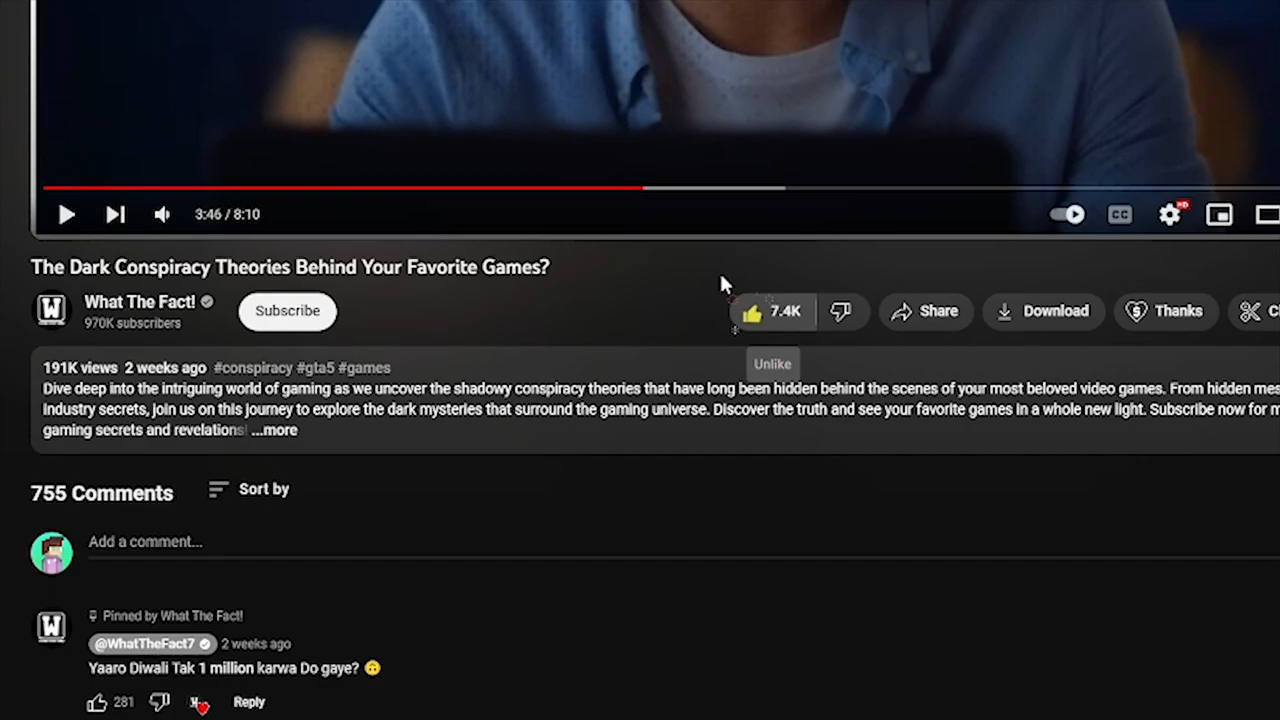 3:46 / 8:10
CC
HD
The Dark Conspiracy Theories Behind Your Favorite Games?
W
What The Fact!
970K subscribers
Subscribe
7.4K
Share
Download
Thanks
Unlike
191K views 2 weeks ago #conspiracy #gta5 #games
Dive deep into the intriguing world of gaming as we uncover the shadowy conspiracy theories that have long been hidden behind the scenes of your most beloved video games. From hidden mes
industry secrets, join us on this journey to explore the dark mysteries that surround the gaming universe. Discover the truth and see your favorite games in a whole new light. Subscribe now for m
gaming secrets and revelations ...more
755 Comments
Sort by
Add a comment...
W
Pinned by What The Fact!
@WhatTheFact7 2 weeks ago
Yaaro Diwali Tak 1 million karwa Do gaye? 🙃
281
Reply